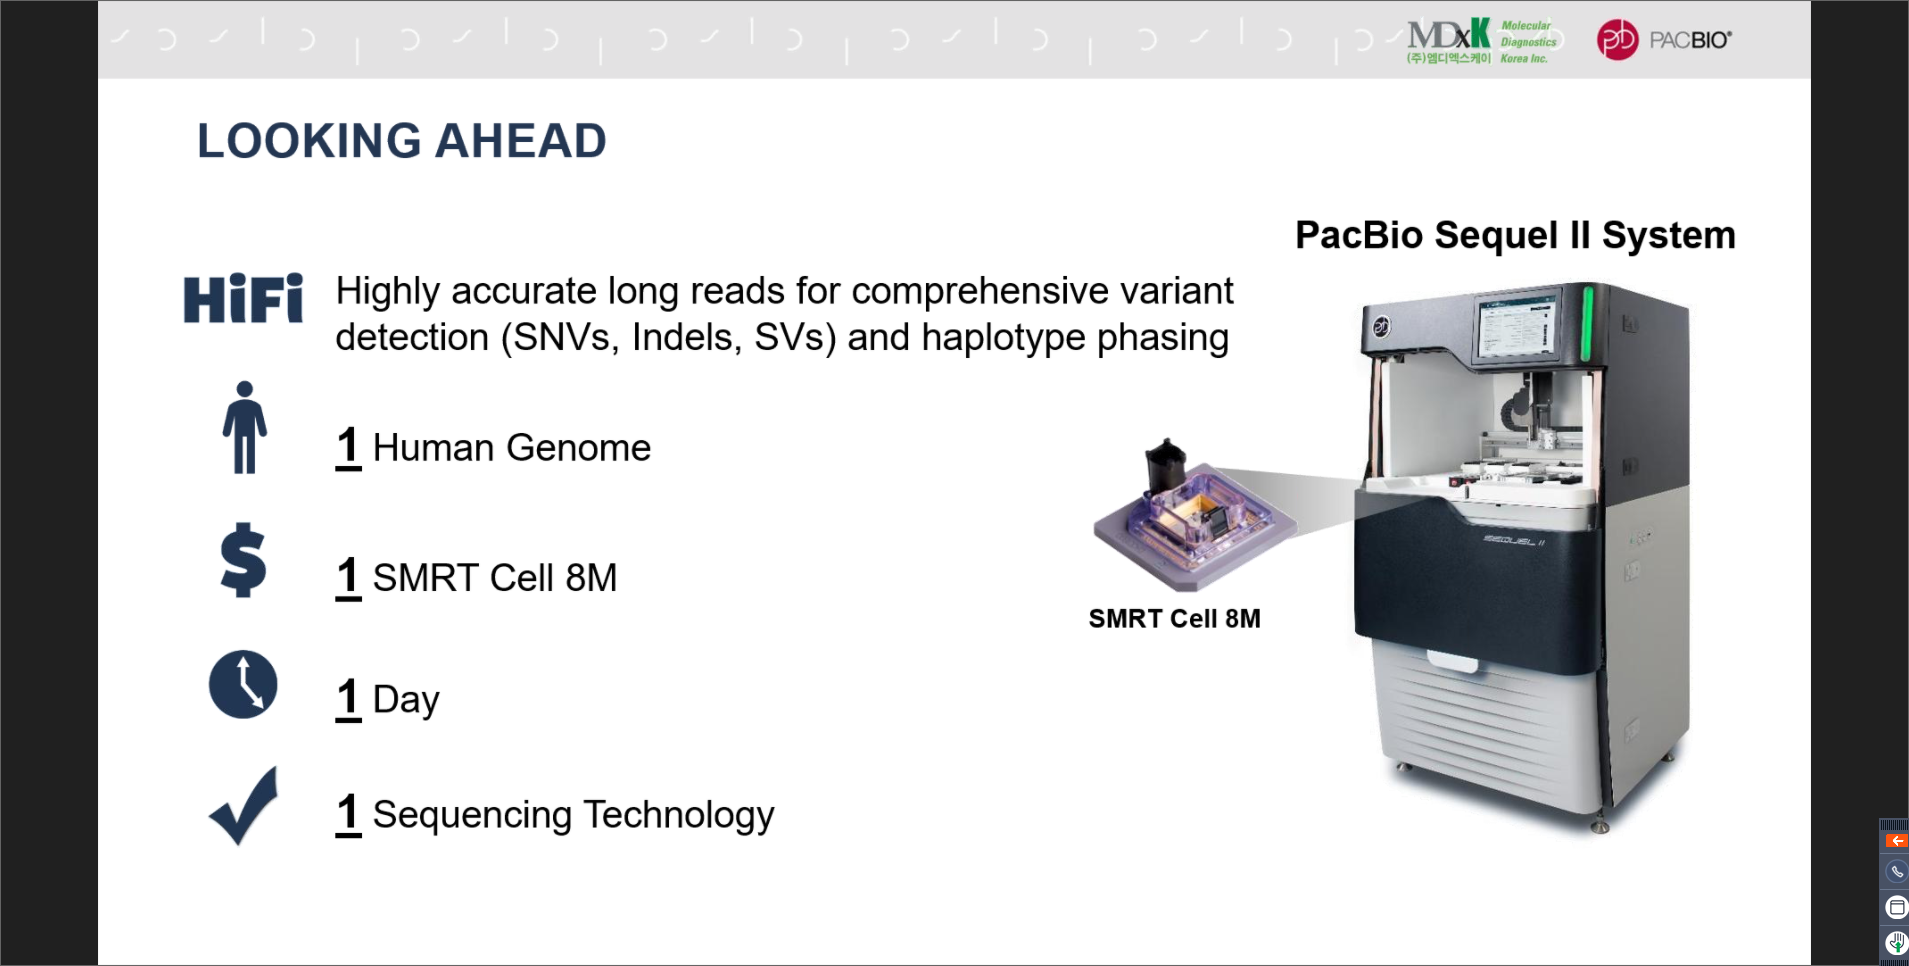 MDxK Molecular
Diagnostics
(주)엠디엑스케이 Korea Inc.
PACBIO®
LOOKING AHEAD
PacBio Sequel II System
HiFi Highly accurate long reads for comprehensive variant
detection (SNVs, Indels, SVs) and haplotype phasing
1 Human Genome
$
1 SMRT Cell 8M
SMRT Cell 8M
SEQUEL II
1 Day
1 Sequencing Technology